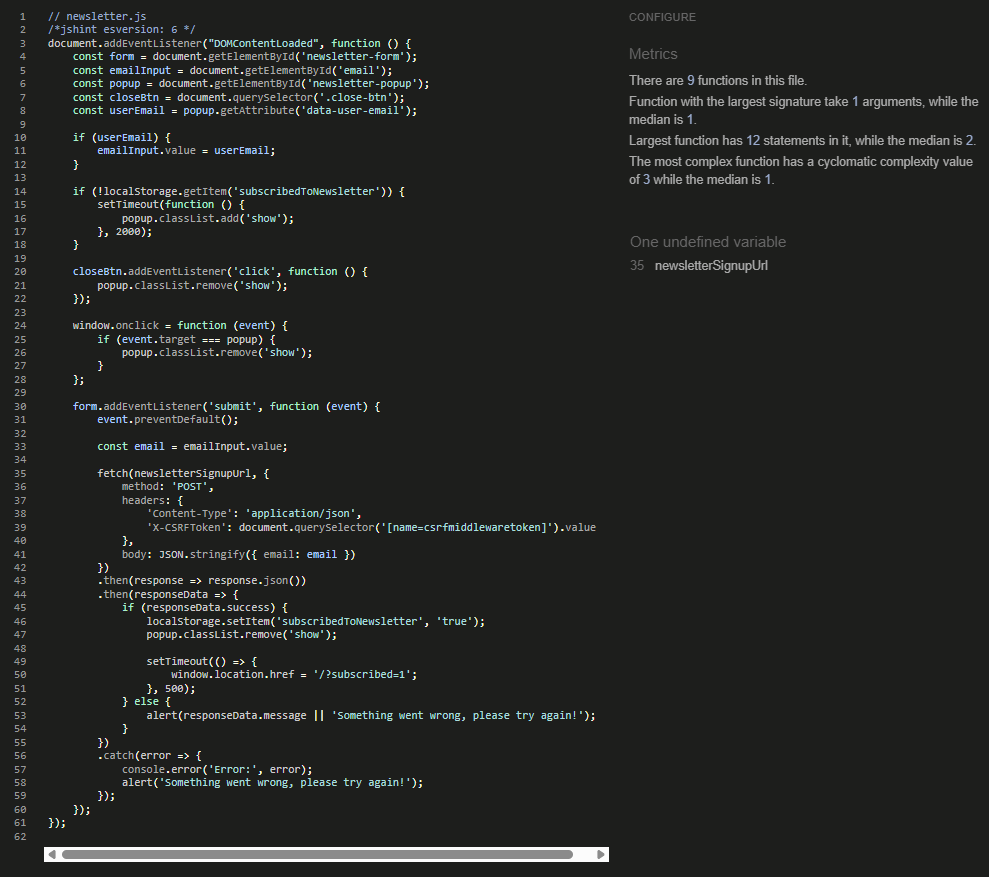 1 // newsletter.js
2 /*jshint esversion: 6 */
3 document.addEventListener("DOMContentLoaded", function () {
4     const form = document.getElementById('newsletter-form');
5     const emailInput = document.getElementById('email');
6     const popup = document.getElementById('newsletter-popup');
7     const closeBtn = document.querySelector('.close-btn');
8     const userEmail = popup.getAttribute('data-user-email');
9
10     if (userEmail) {
11         emailInput.value = userEmail;
12     }
13
14     if (!localStorage.getItem('subscribedToNewsletter')) {
15         setTimeout(function () {
16             popup.classList.add('show');
17         }, 2000);
18     }
19
20     closeBtn.addEventListener('click', function () {
21         popup.classList.remove('show');
22     });
23
24     window.onclick = function (event) {
25         if (event.target === popup) {
26             popup.classList.remove('show');
27         }
28     };
29
30     form.addEventListener('submit', function (event) {
31         event.preventDefault();
32
33         const email = emailInput.value;
34
35         fetch(newsletterSignupUrl, {
36             method: 'POST',
37             headers: {
38                 'Content-Type': 'application/json',
39                 'X-CSRFToken': document.querySelector('[name=csrfmiddlewaretoken]').value
40             },
41             body: JSON.stringify({ email: email })
42         })
43         .then(response => response.json())
44         .then(responseData => {
45             if (responseData.success) {
46                 localStorage.setItem('subscribedToNewsletter', 'true');
47                 popup.classList.remove('show');
48
49                 setTimeout(() => {
50                     window.location.href = '/?subscribed=1';
51                 }, 500);
52             } else {
53                 alert(responseData.message || 'Something went wrong, please try again!');
54             }
55         })
56         .catch(error => {
57             console.error('Error:', error);
58             alert('Something went wrong, please try again!');
59         });
60     });
61 });
62
CONFIGURE
Metrics
There are 9 functions in this file.
Function with the largest signature take 1 arguments, while the
median is 1.
Largest function has 12 statements in it, while the median is 2.
The most complex function has a cyclomatic complexity value
of 3 while the median is 1.
One undefined variable
35 newsletterSignupUrl